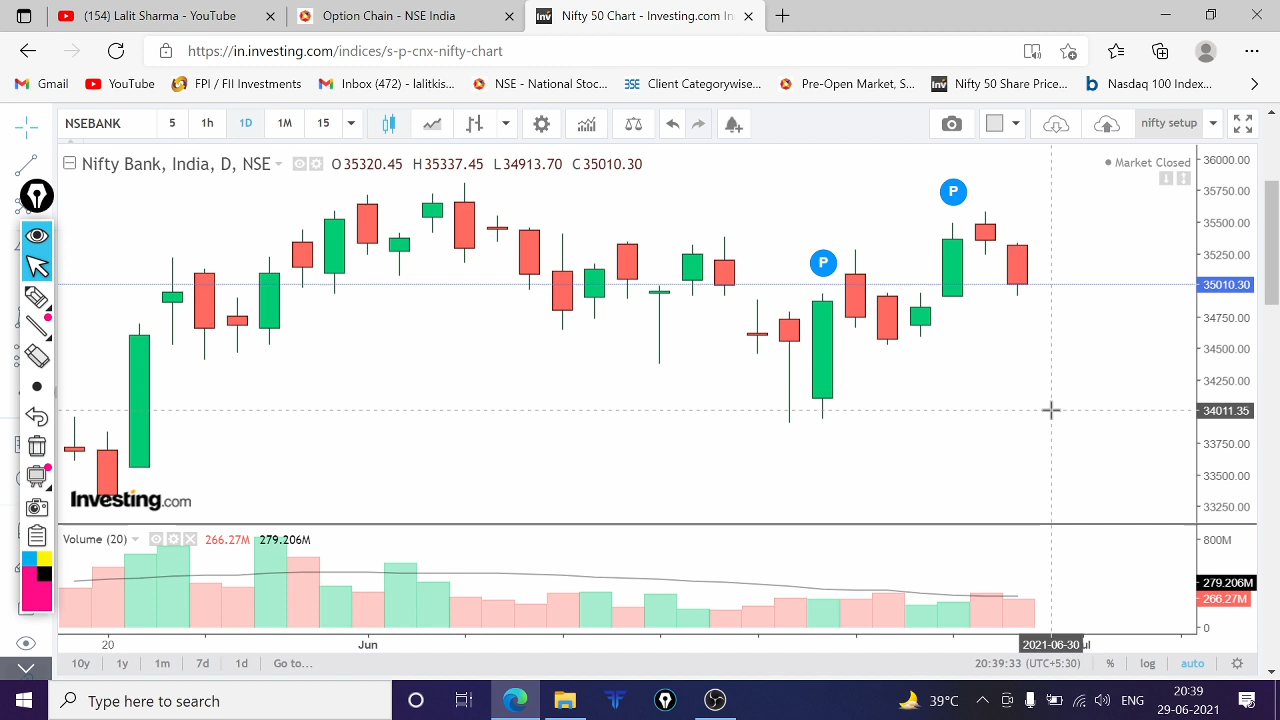 (154) YouTube
Option Chain - NSE India
Nifty 50 Chart - Investing.com In
https://in.investing.com/indices/s-p-cnx-nifty-chart
Gmail YouTube FPI / FII Investments Inbox (472) - lalitkis... NSE - National Stoc... BSE Client Categorywise... Pre-Open Market, S... Inv Nifty 50 Share Price... b Nasdaq 100 Index...
NSEBANK 5 1h 1D 1M 15 nifty setup
Nifty Bank, India, D, NSE O35320.45 H35337.45 L34913.70 C35010.30
Market Closed
36000.00
35750.00
35500.00
35250.00
35010.30
34750.00
34500.00
34250.00
34011.35
33750.00
33500.00
33250.00
P
P
Investing.com
Volume (20) 266.27M 279.206M
800M
279.206M
266.27M
0
20 Jun 2021-06-30
10y 1y 1m 7d 1d Go to... 20:39:33 (UTC+5:30) % log auto
Type here to search
39°C ENG 20:39
29-06-2021